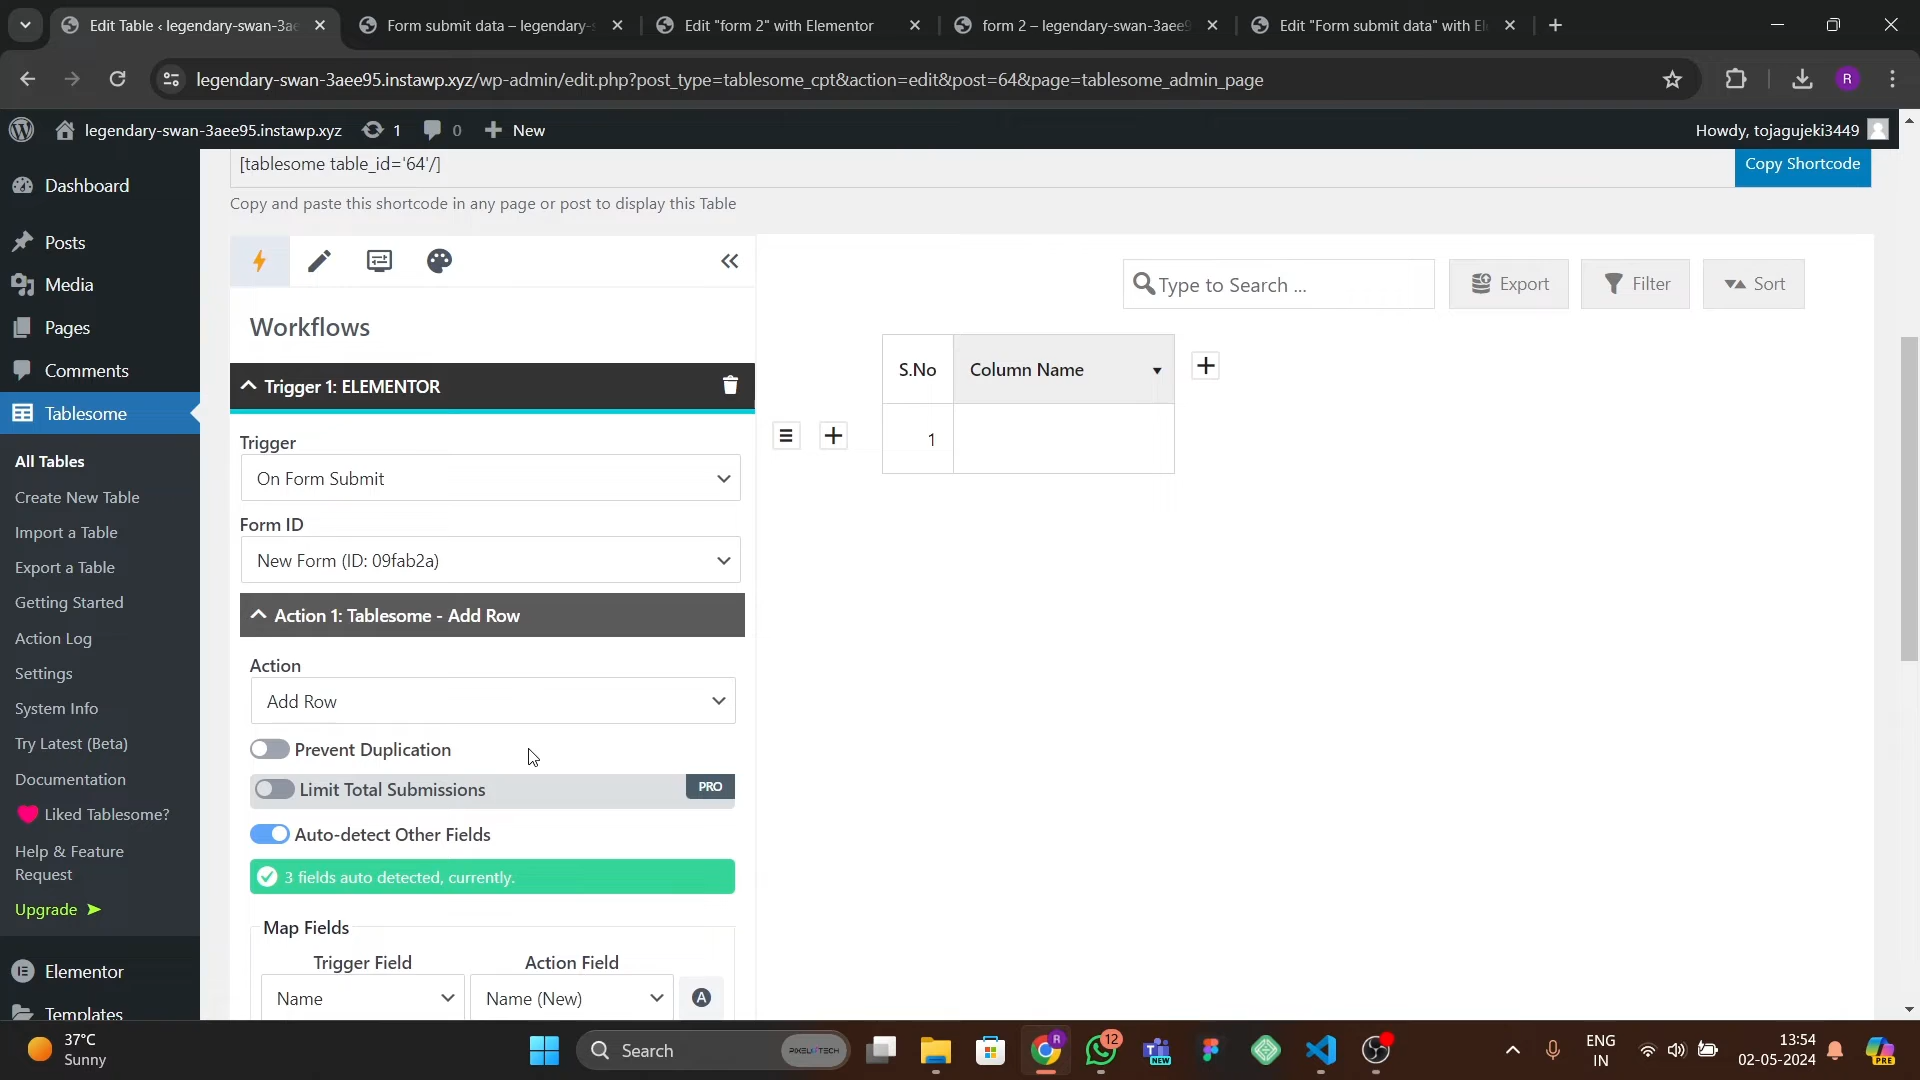 Edit Table ‹ legendary-swan-3ae
Form submit data – legendary-s
Edit "form 2" with Elementor
form 2 – legendary-swan-3aee9
Edit "Form submit data" with El
legendary-swan-3aee95.instawp.xyz/wp-admin/edit.php?post_type=tablesome_cpt&action=edit&post=64&page=tablesome_admin_page
R
legendary-swan-3aee95.instawp.xyz
1
0
New
Howdy, tojagujeki3449
Dashboard
Posts
Media
Pages
Comments
Tablesome
All Tables
Create New Table
Import a Table
Export a Table
Getting Started
Action Log
Settings
System Info
Try Latest (Beta)
Documentation
Liked Tablesome?
Help & Feature
Request
Upgrade ➤
Elementor
Templates
[tablesome table_id='64'/]
Copy Shortcode
Copy and paste this shortcode in any page or post to display this Table
Workflows
Trigger 1: ELEMENTOR
Trigger
On Form Submit
Form ID
New Form (ID: 09fab2a)
Action 1: Tablesome - Add Row
Action
Add Row
Prevent Duplication
Limit Total Submissions
PRO
Auto-detect Other Fields
3 fields auto detected, currently.
Map Fields
Trigger Field
Action Field
Name
Name (New)
A
Type to Search ...
Export
Filter
Sort
S.No
Column Name
1
37°C
Sunny
Search
PIXELITECH
R
12
NEW
ENG
IN
13:54
02-05-2024
PRE